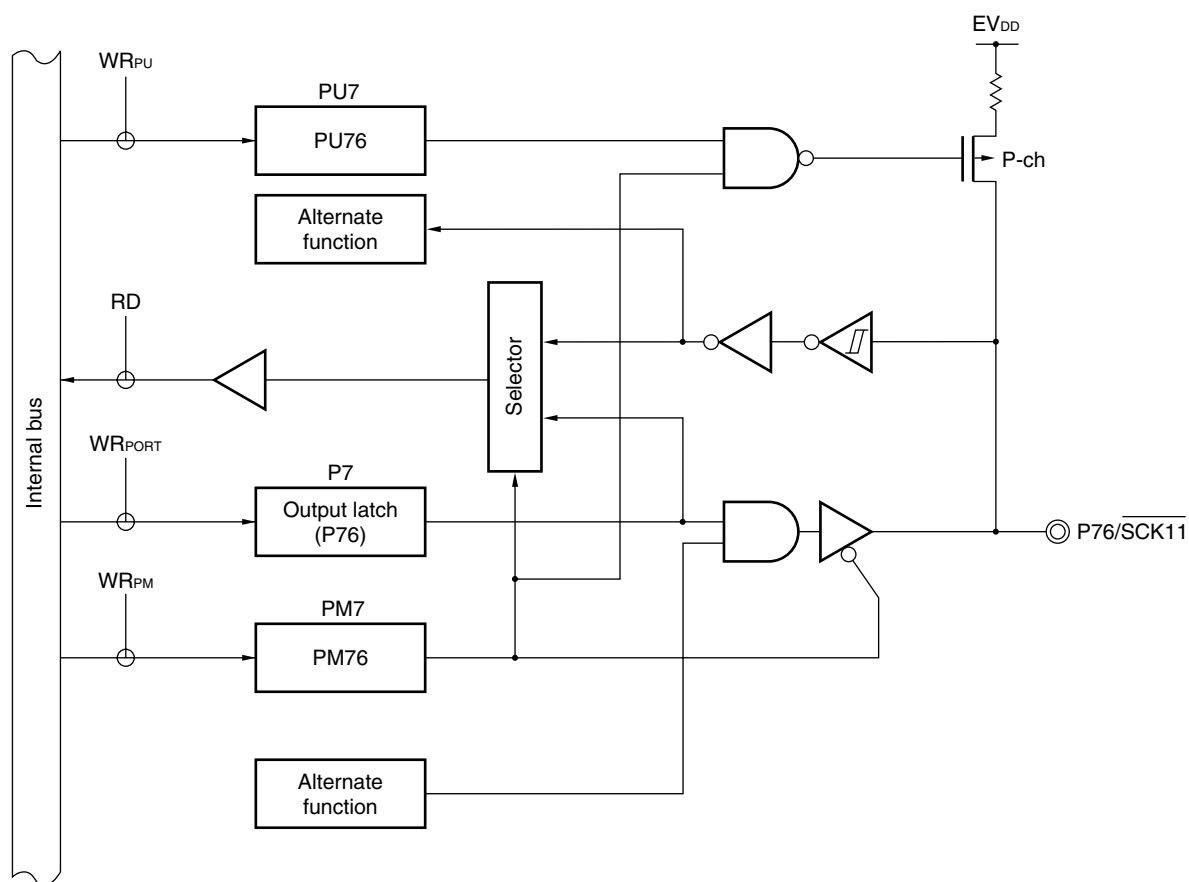 EVDD
WRPU
PU7
PU76
P-ch
Alternate
function
RD
Selector
Internal bus
WRPORT
P7
Output latch
(P76)
P76/SCK11
WRPM
PM7
PM76
Alternate
function